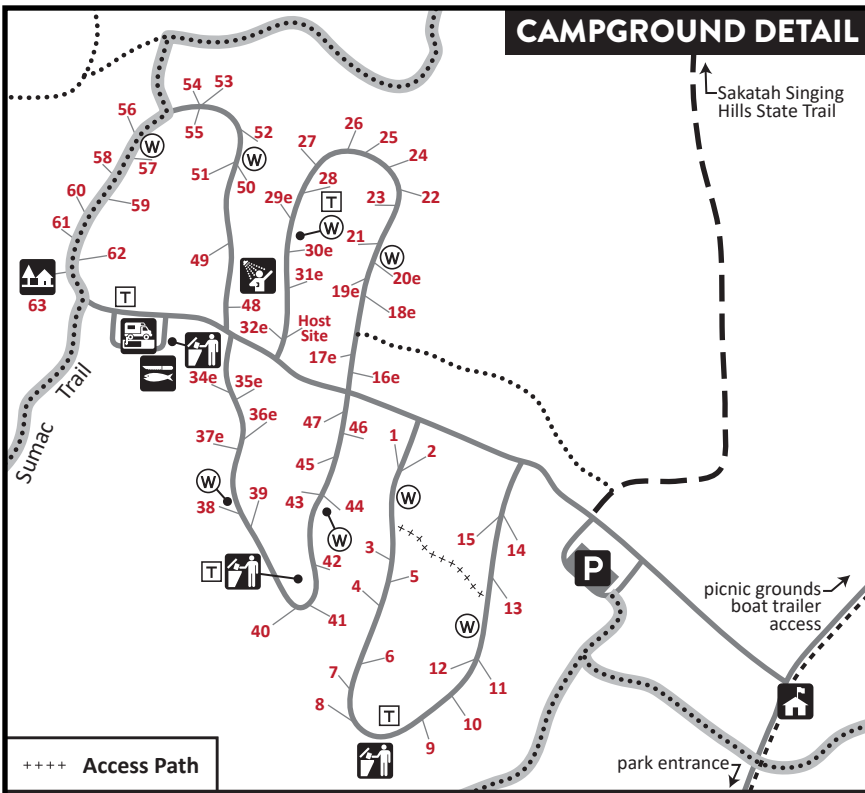 CAMPGROUND DETAIL
Sakatah Singing
Hills State Trail
54
53
56
55
52
W
57
W
51
50
58
60
59
61
62
63
49
48
T
26
27
25
24
28
29e
T
23
22
W
30e
21
W
31e
20e
19e
18e
Host
Site
32e
17e
16e
Sumac Trail
34e
35e
36e
37e
47
46
45
W
38
39
43
44
W
42
T
40
41
1
2
W
3
5
4
6
7
8
T
9
10
11
12
W
13
14
15
P
picnic grounds
boat trailer
access
park entrance
++++ Access Path